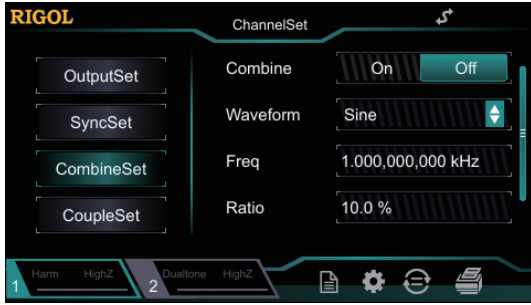 RIGOL
ChannelSet
OutputSet
SyncSet
CombineSet
CoupleSet
Combine
On
Off
Waveform
Sine
Freq
1.000,000,000 kHz
Ratio
10.0 %
1
Harm
HighZ
2
Dualtone
HighZ